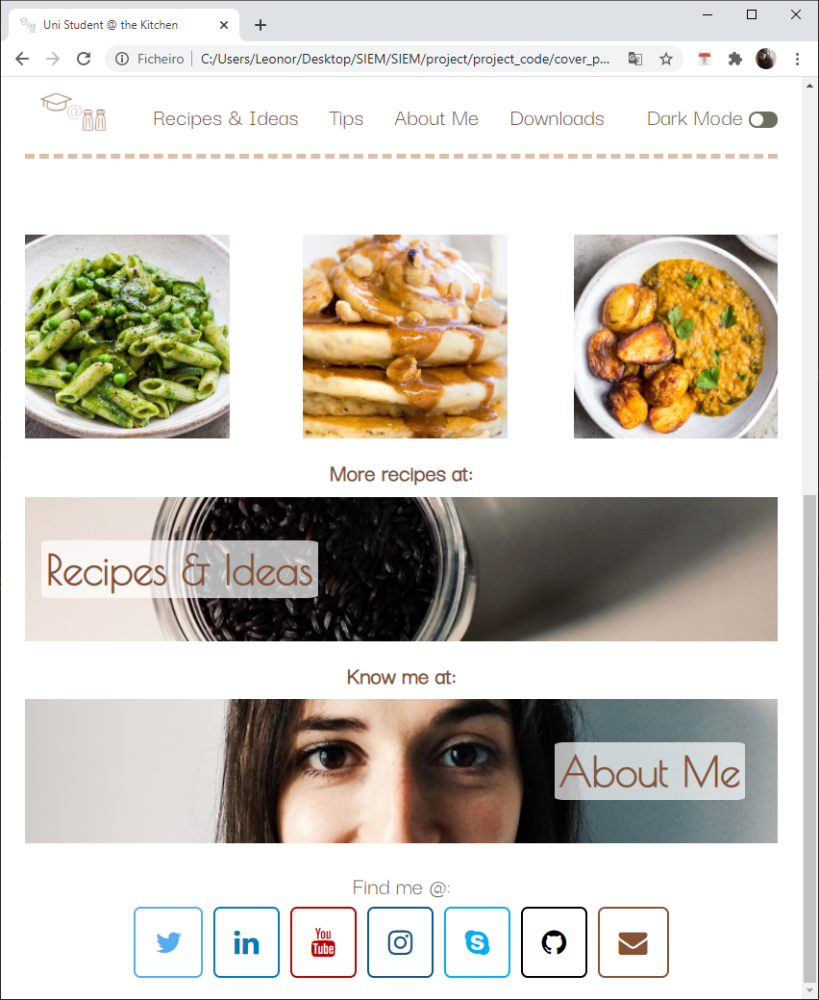 Uni Student @ the Kitchen
Ficheiro | C:/Users/Leonor/Desktop/SIEM/SIEM/project/project_code/cover_p...
@
Recipes & Ideas Tips About Me Downloads Dark Mode
More recipes at:
Recipes & Ideas
Know me at:
About Me
Find me @:
in You Tube S